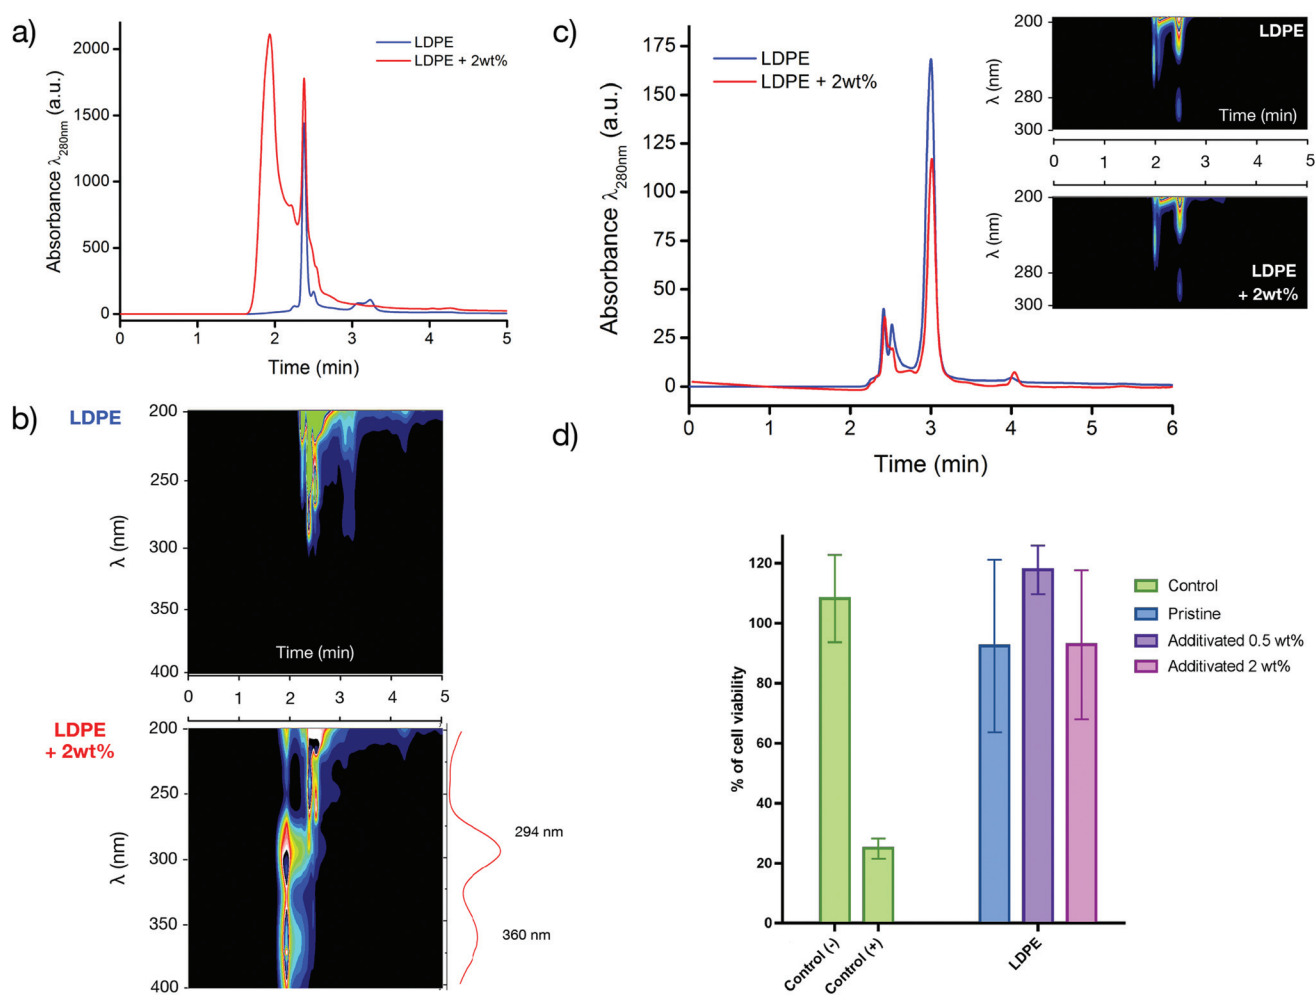 a)
Absorbance λ280nm (a.u.)
2000
1500
1000
500
0
LDPE
LDPE + 2wt%
0 1 2 3 4 5
Time (min)
b)
LDPE
λ (nm)
200
250
300
350
400
Time (min)
0 1 2 3 4 5
LDPE
+ 2wt%
λ (nm)
200
250
300
350
400
294 nm
360 nm
c)
Absorbance λ280nm (a.u.)
175
150
125
100
75
50
25
0
LDPE
LDPE + 2wt%
0 1 2 3 4 5 6
Time (min)
λ (nm)
200
280
300
LDPE
Time (min)
0 1 2 3 4 5
λ (nm)
200
280
300
LDPE
+ 2wt%
d)
% of cell viability
120
100
80
60
40
20
0
Control (-)
Control (+)
LDPE
Control
Pristine
Additivated 0.5 wt%
Additivated 2 wt%